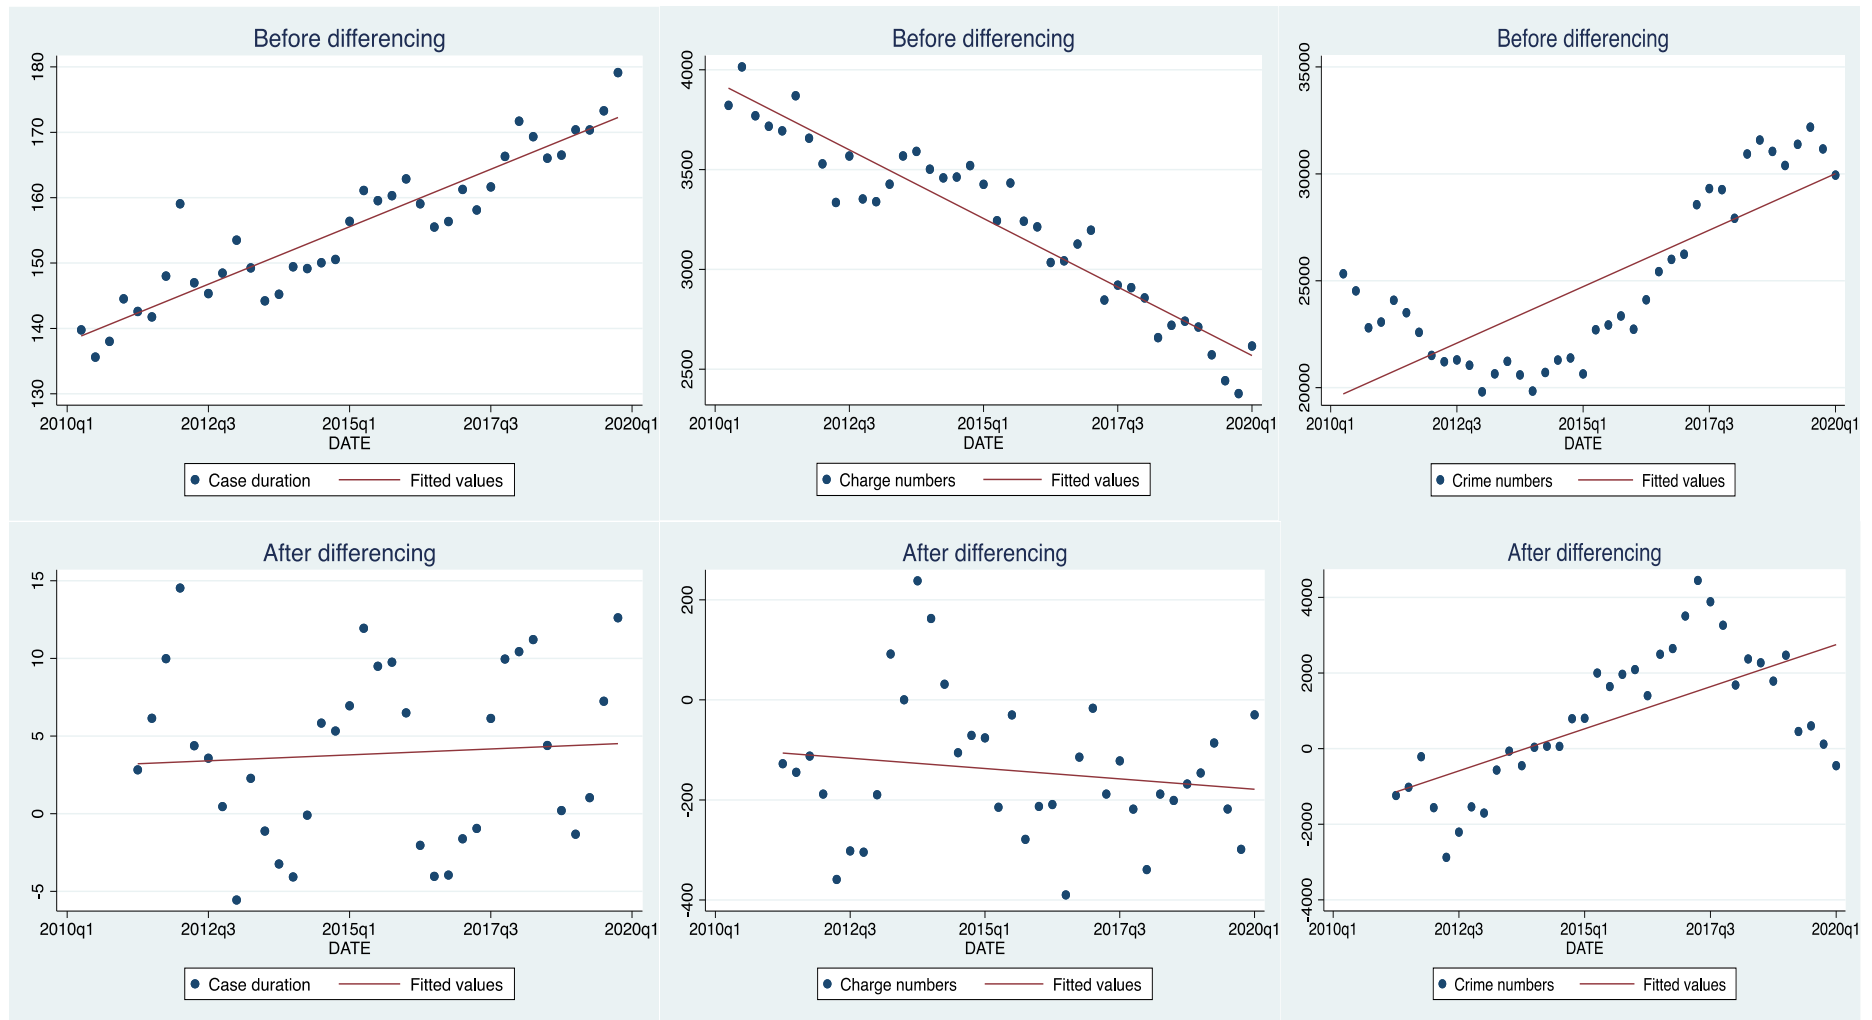 Before differencing
180
170
160
150
140
130
2010q1 2012q3 2015q1 2017q3 2020q1
DATE
Case duration Fitted values
Before differencing
4000
3500
3000
2500
2010q1 2012q3 2015q1 2017q3 2020q1
DATE
Charge numbers Fitted values
Before differencing
35000
30000
25000
20000
2010q1 2012q3 2015q1 2017q3 2020q1
DATE
Crime numbers Fitted values
After differencing
15
10
5
0
-5
2010q1 2012q3 2015q1 2017q3 2020q1
DATE
Case duration Fitted values
After differencing
200
0
-200
-400
2010q1 2012q3 2015q1 2017q3 2020q1
DATE
Charge numbers Fitted values
After differencing
4000
2000
0
-2000
-4000
2010q1 2012q3 2015q1 2017q3 2020q1
DATE
Crime numbers Fitted values